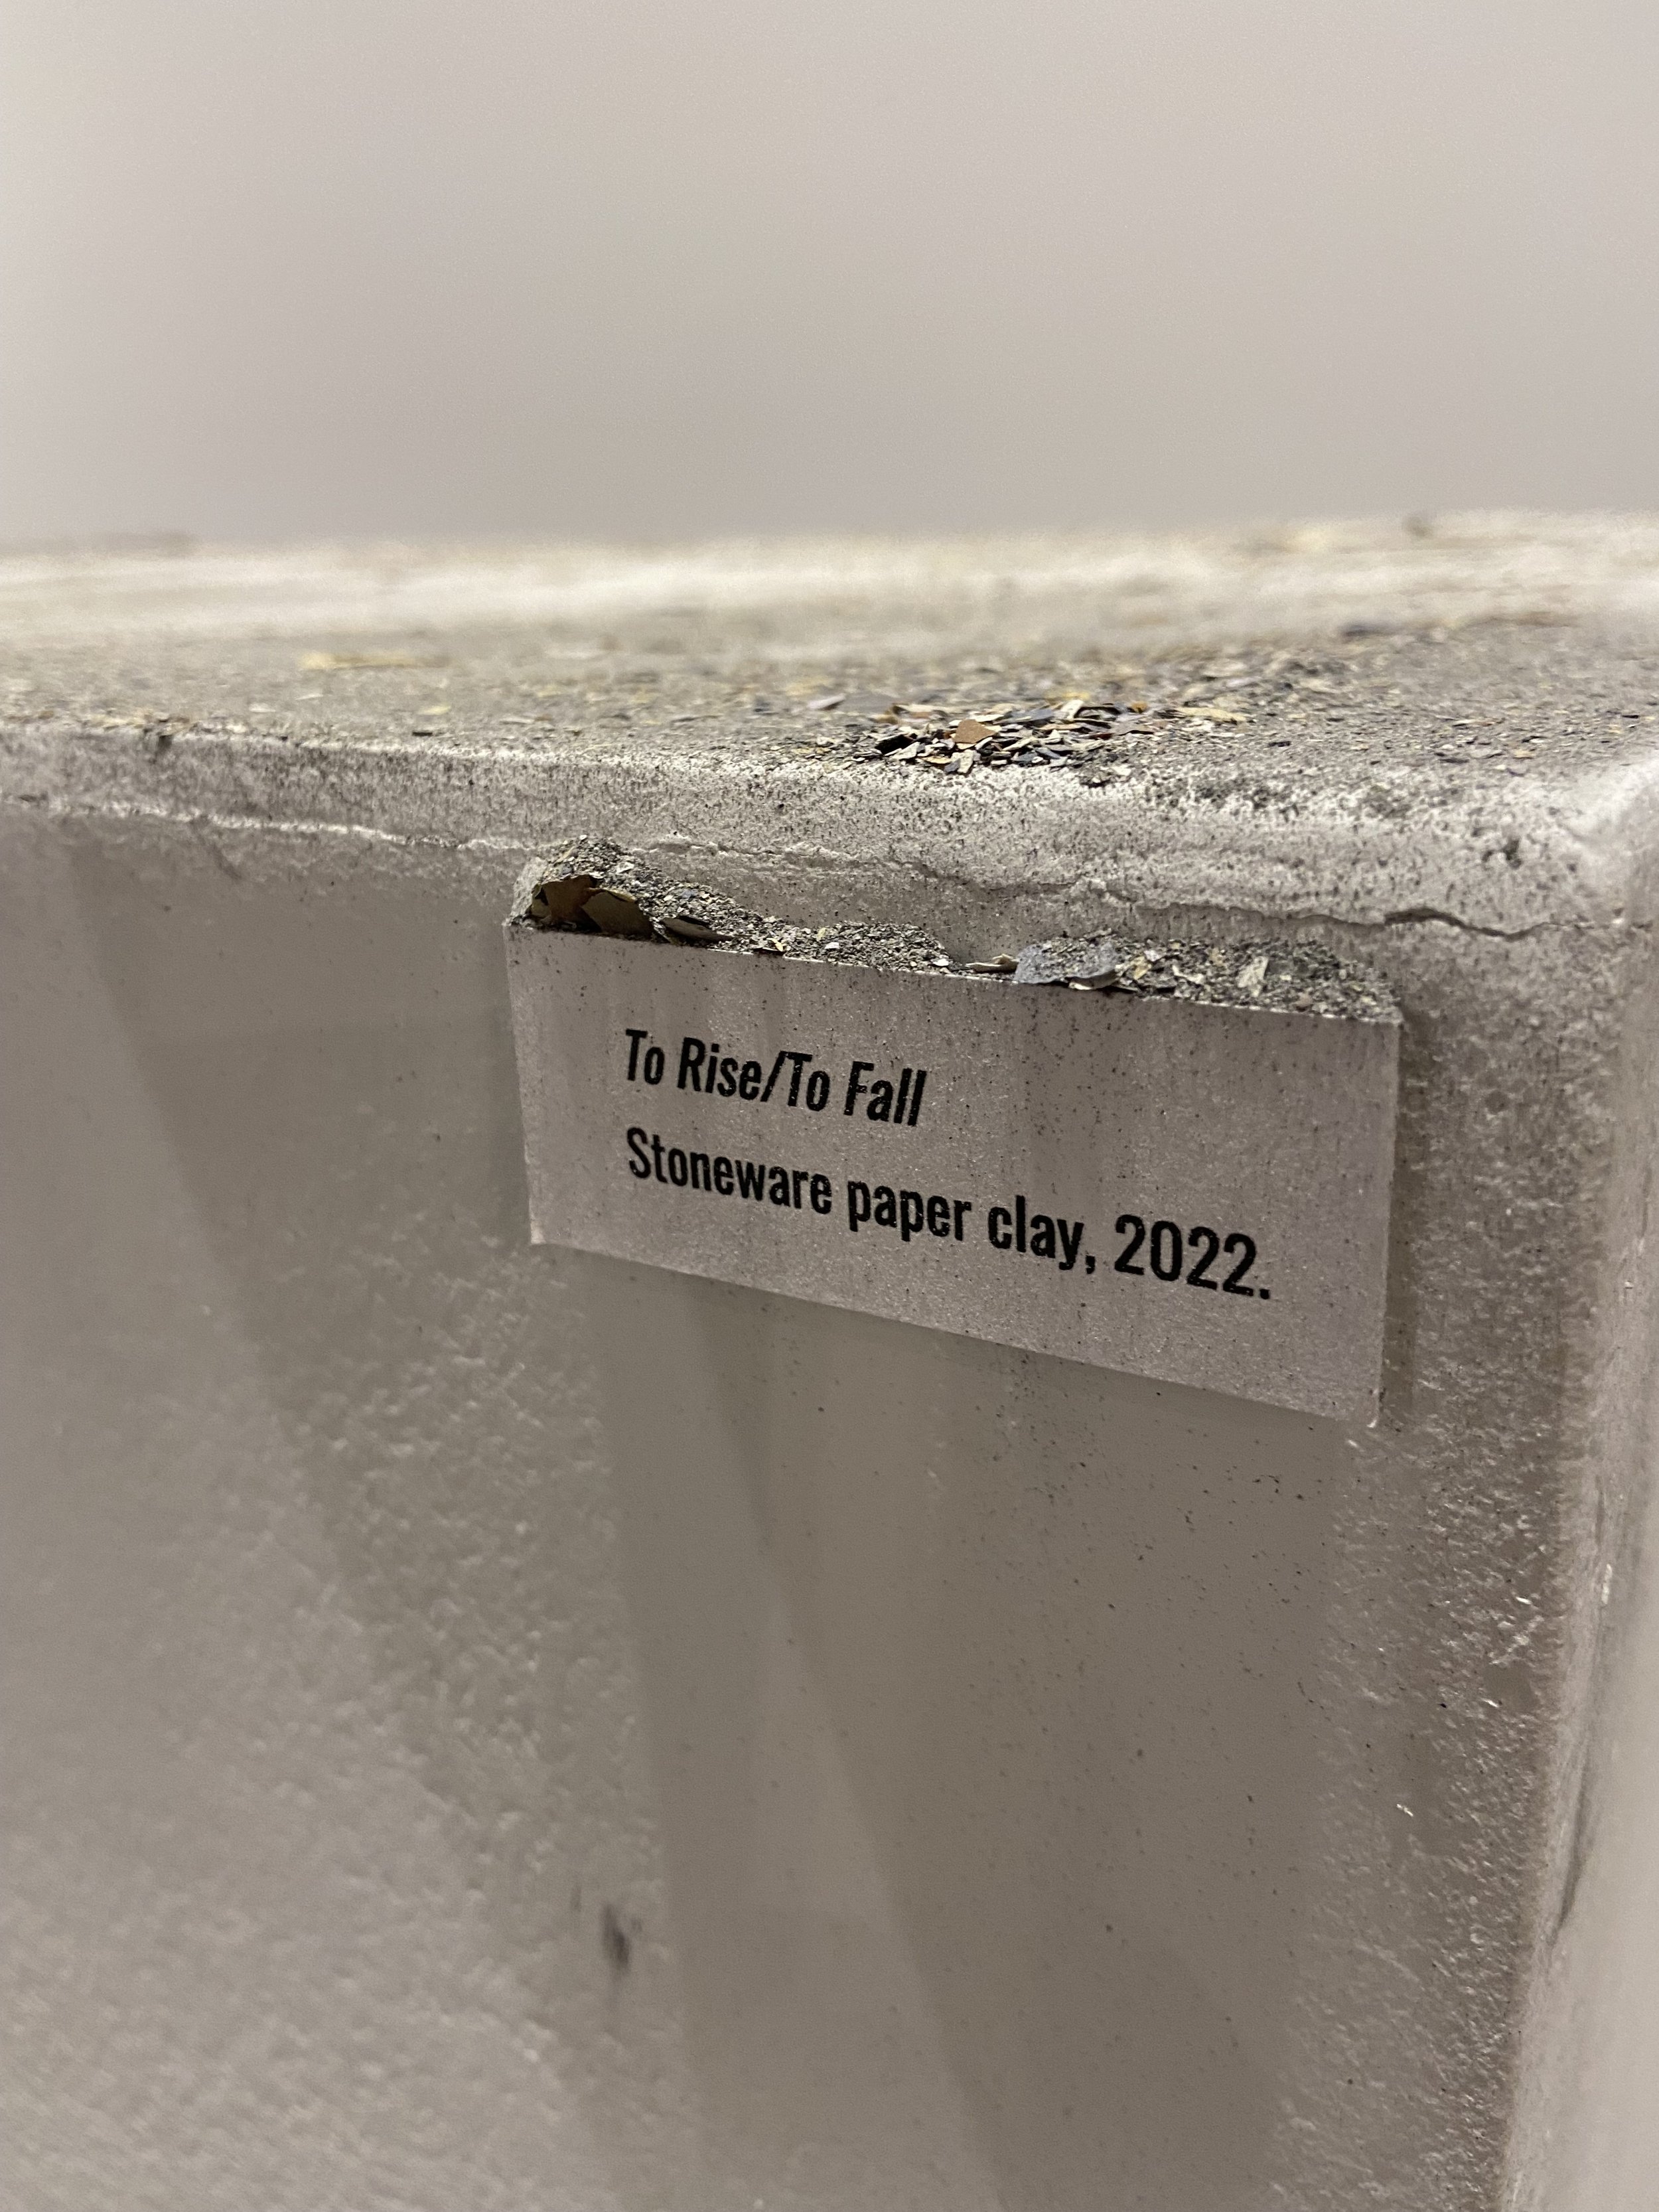 To Rise/To Fall
Stoneware paper clay, 2022.